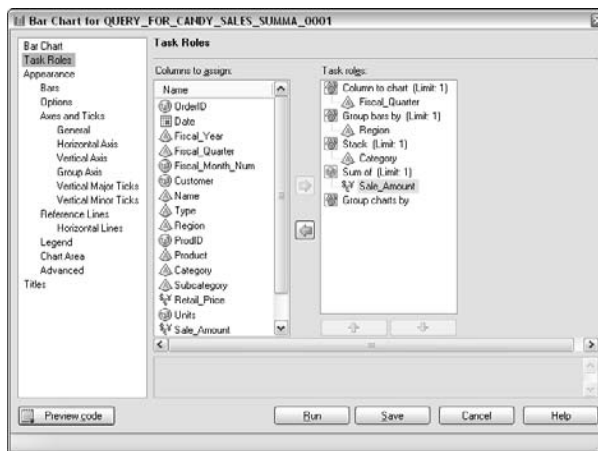 Bar Chart for QUERY_FOR_CANDY_SALES_SUMMA_0001
Bar Chart
Task Roles
Appearance
Bars
Options
Axes and Ticks
General
Horizontal Axis
Vertical Axis
Group Axis
Vertical Major Ticks
Vertical Minor Ticks
Reference Lines
Horizontal Lines
Legend
Chart Area
Advanced
Titles
Task Roles
Columns to assign:
Name
OrderID
Date
Fiscal_Year
Fiscal_Quarter
Fiscal_Month_Num
Customer
Name
Type
Region
ProdID
Product
Category
Subcategory
Retail_Price
Units
Sale_Amount
Task roles:
Column to chart (Limit: 1)
Fiscal_Quarter
Group bars by (Limit: 1)
Region
Stack (Limit: 1)
Category
Sum of (Limit: 1)
Sale_Amount
Group charts by
Preview code
Run
Save
Cancel
Help